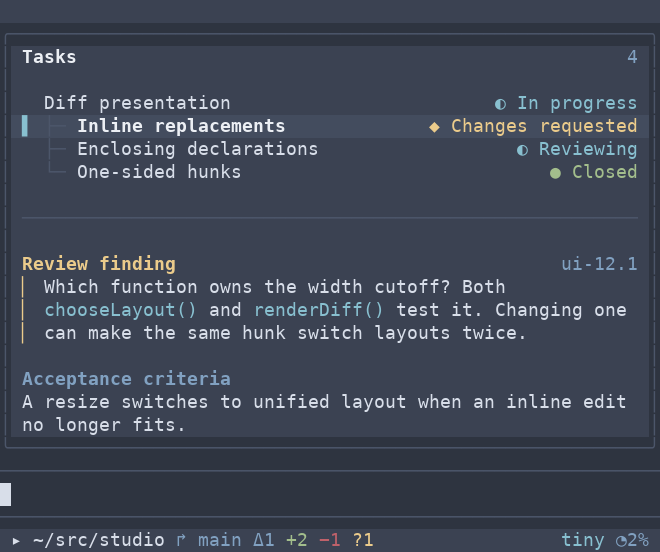 Tasks 4
Diff presentation ◐ In progress
Inline replacements ◆ Changes requested
Enclosing declarations ◐ Reviewing
One-sided hunks ● Closed
Review finding ui-12.1
Which function owns the width cutoff? Both
chooseLayout() and renderDiff() test it. Changing one
can make the same hunk switch layouts twice.
Acceptance criteria
A resize switches to unified layout when an inline edit
no longer fits.
▸ ~/src/studio ↱ main Δ1 +2 −1 ?1 tiny ◔2%